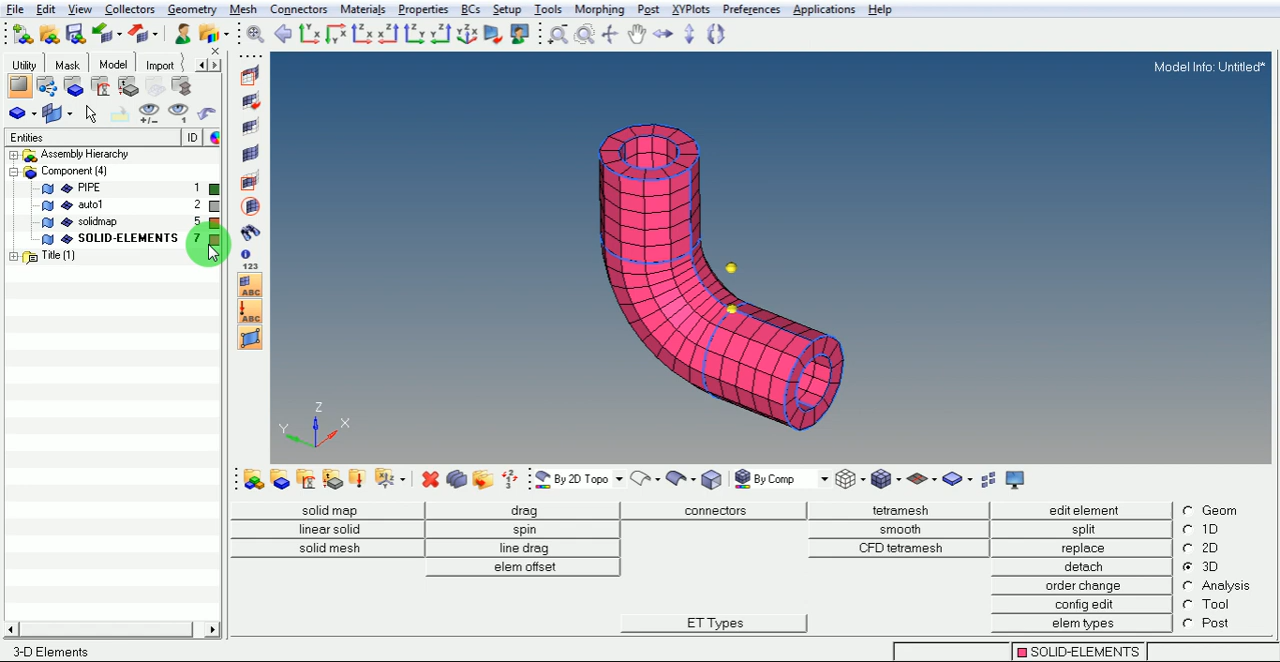 File Edit View Collectors Geometry Mesh Connectors Materials Properties BCs Setup Tools Morphing Post XYPlots Preferences Applications Help
Utility Mask Model Import
Model Info: Untitled*
Entities ID
Assembly Hierarchy
Component (4)
PIPE 1
auto1 2
solidmap 5
SOLID-ELEMENTS 7
Title (1)
123
ABC
ABC
Z
Y X
By 2D Topo By Comp
solid map drag connectors tetramesh edit element Geom
linear solid spin smooth split 1D
solid mesh line drag CFD tetramesh replace 2D
elem offset detach 3D
order change Analysis
config edit Tool
ET Types elem types Post
3-D Elements SOLID-ELEMENTS